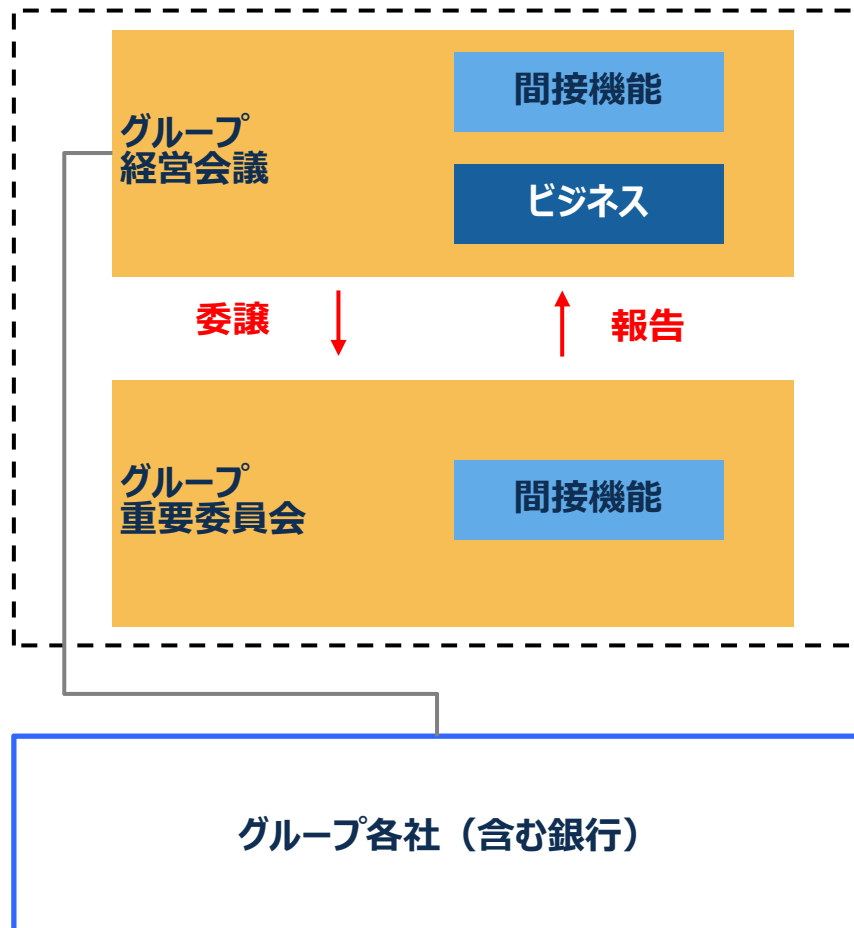 間接機能
グループ
経営会議
ビジネス
委譲
報告
グループ
重要委員会
間接機能
グループ各社（含む銀行）